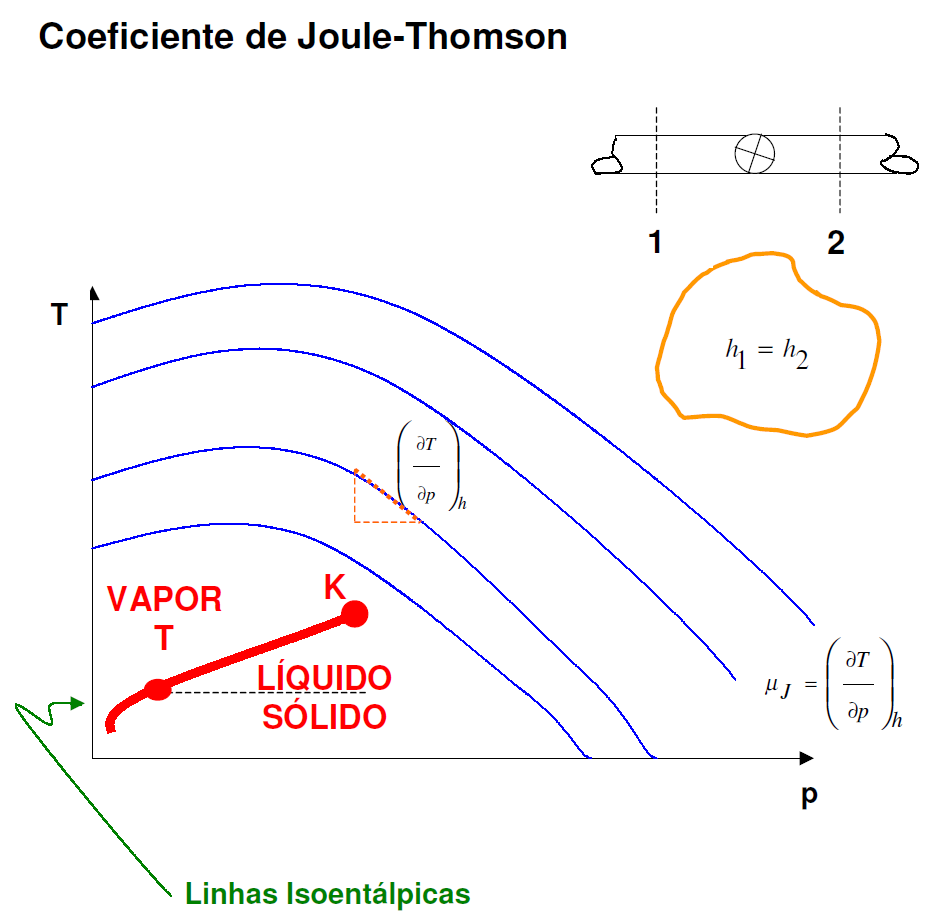 Coeficiente de Joule-Thomson
1 2
h1 = h2
T
(∂T/∂p)h
VAPOR
K
T
LÍQUIDO
SÓLIDO
μJ = (∂T/∂p)h
p
Linhas Isoentálpicas